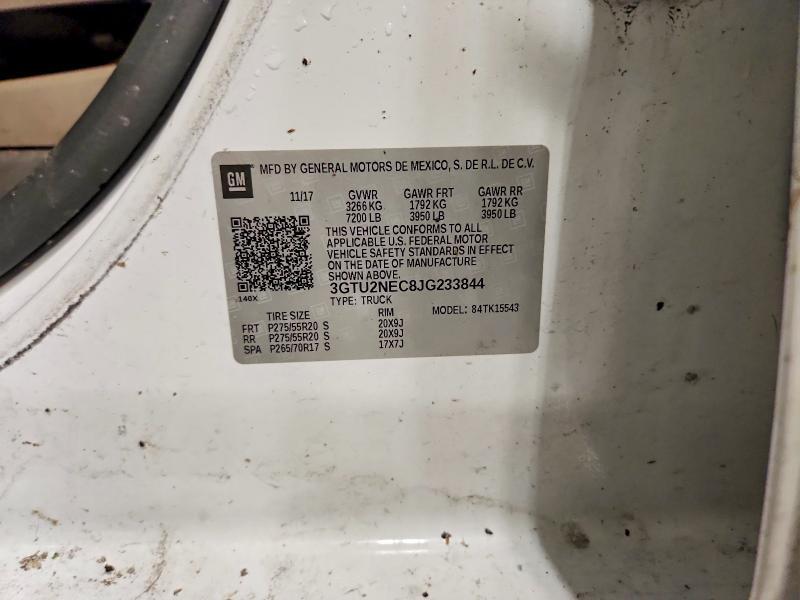 GM MFD BY GENERAL MOTORS DE MEXICO, S. DE R.L. DE C.V.
11/17 GVWR GAWR FRT GAWR RR
3266 KG 1792 KG 1792 KG
7200 LB 3950 LB 3950 LB
THIS VEHICLE CONFORMS TO ALL
APPLICABLE U.S. FEDERAL MOTOR
VEHICLE SAFETY STANDARDS IN EFFECT
ON THE DATE OF MANUFACTURE
SHOWN ABOVE.
3GTU2NEC8JG233844
140X TYPE: TRUCK
TIRE SIZE RIM MODEL: 84TK15543
FRT P275/55R20 S 20X9J
RR P275/55R20 S 20X9J
SPA P265/70R17 S 17X7J